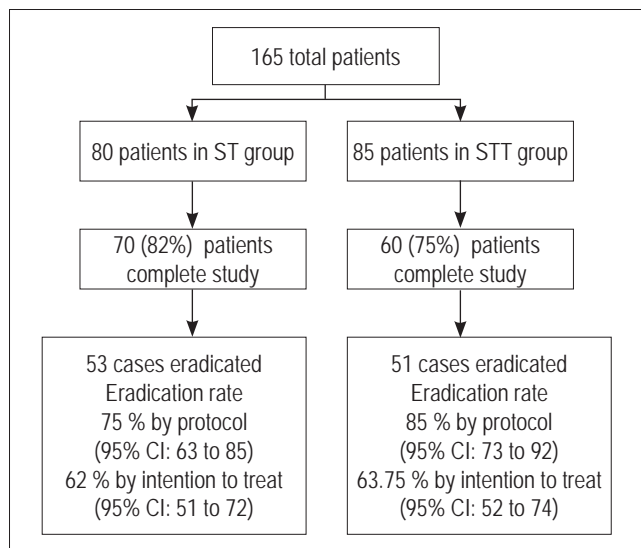 165 total patients
80 patients in ST group
85 patients in STT group
70 (82%) patients
complete study
60 (75%) patients
complete study
53 cases eradicated
Eradication rate
75 % by protocol
(95% CI: 63 to 85)
62 % by intention to treat
(95% CI: 51 to 72)
51 cases eradicated
Eradication rate
85 % by protocol
(95% CI: 73 to 92)
63.75 % by intention to treat
(95% CI: 52 to 74)